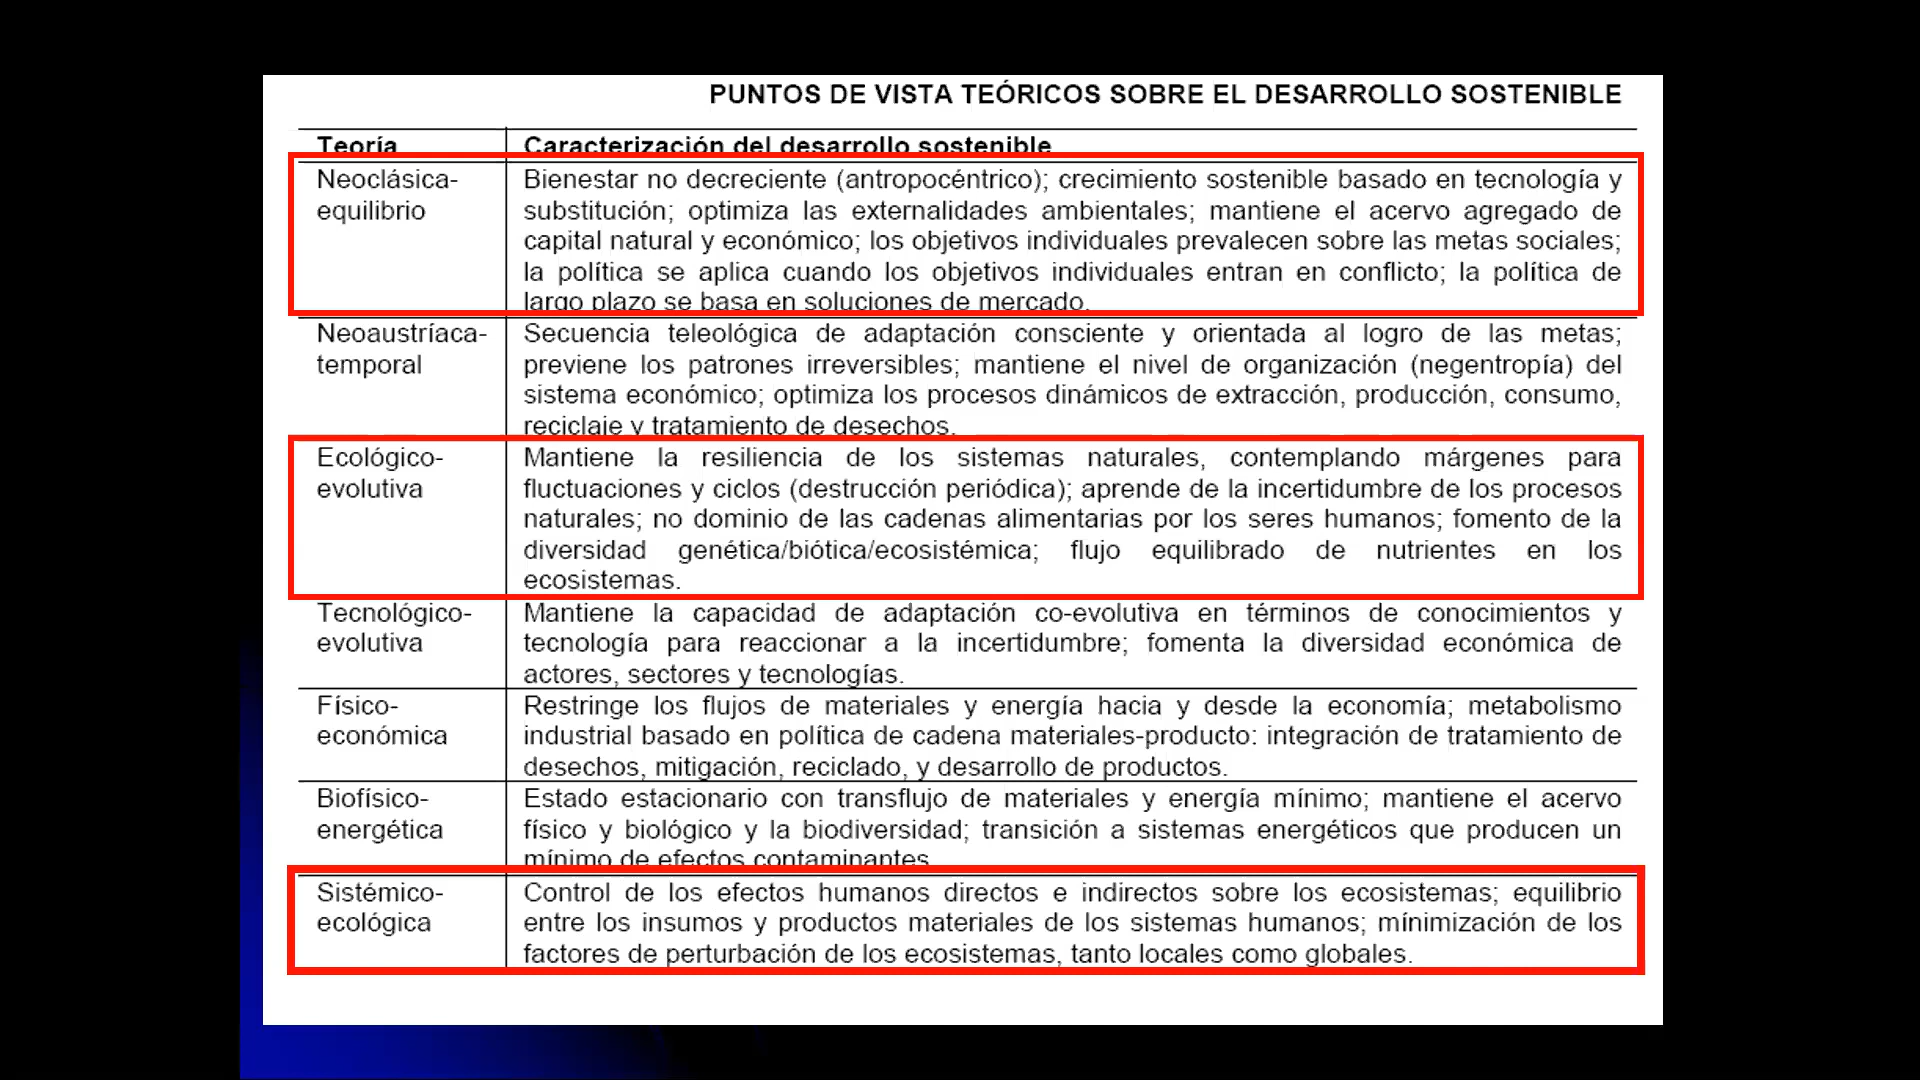 PUNTOS DE VISTA TEÓRICOS SOBRE EL DESARROLLO SOSTENIBLE
Teoría
Caracterización del desarrollo sostenible
Neoclásica-
equilibrio
Bienestar no decreciente (antropocéntrico); crecimiento sostenible basado en tecnología y
substitución; optimiza las externalidades ambientales; mantiene el acervo agregado de
capital natural y económico; los objetivos individuales prevalecen sobre las metas sociales;
la política se aplica cuando los objetivos individuales entran en conflicto; la política de
largo plazo se basa en soluciones de mercado.
Neoaustríaca-
temporal
Secuencia teleológica de adaptación consciente y orientada al logro de las metas;
previene los patrones irreversibles; mantiene el nivel de organización (negentropía) del
sistema económico; optimiza los procesos dinámicos de extracción, producción, consumo,
reciclaje y tratamiento de desechos.
Ecológico-
evolutiva
Mantiene la resiliencia de los sistemas naturales, contemplando márgenes para
fluctuaciones y ciclos (destrucción periódica); aprende de la incertidumbre de los procesos
naturales; no dominio de las cadenas alimentarias por los seres humanos; fomento de la
diversidad genética/biótica/ecosistémica; flujo equilibrado de nutrientes en los
ecosistemas.
Tecnológico-
evolutiva
Mantiene la capacidad de adaptación co-evolutiva en términos de conocimientos y
tecnología para reaccionar a la incertidumbre; fomenta la diversidad económica de
actores, sectores y tecnologías.
Físico-
económica
Restringe los flujos de materiales y energía hacia y desde la economía; metabolismo
industrial basado en política de cadena materiales-producto: integración de tratamiento de
desechos, mitigación, reciclado, y desarrollo de productos.
Biofísico-
energética
Estado estacionario con transflujo de materiales y energía mínimo; mantiene el acervo
físico y biológico y la biodiversidad; transición a sistemas energéticos que producen un
mínimo de efectos contaminantes.
Sistémico-
ecológica
Control de los efectos humanos directos e indirectos sobre los ecosistemas; equilibrio
entre los insumos y productos materiales de los sistemas humanos; mínimización de los
factores de perturbación de los ecosistemas, tanto locales como globales.